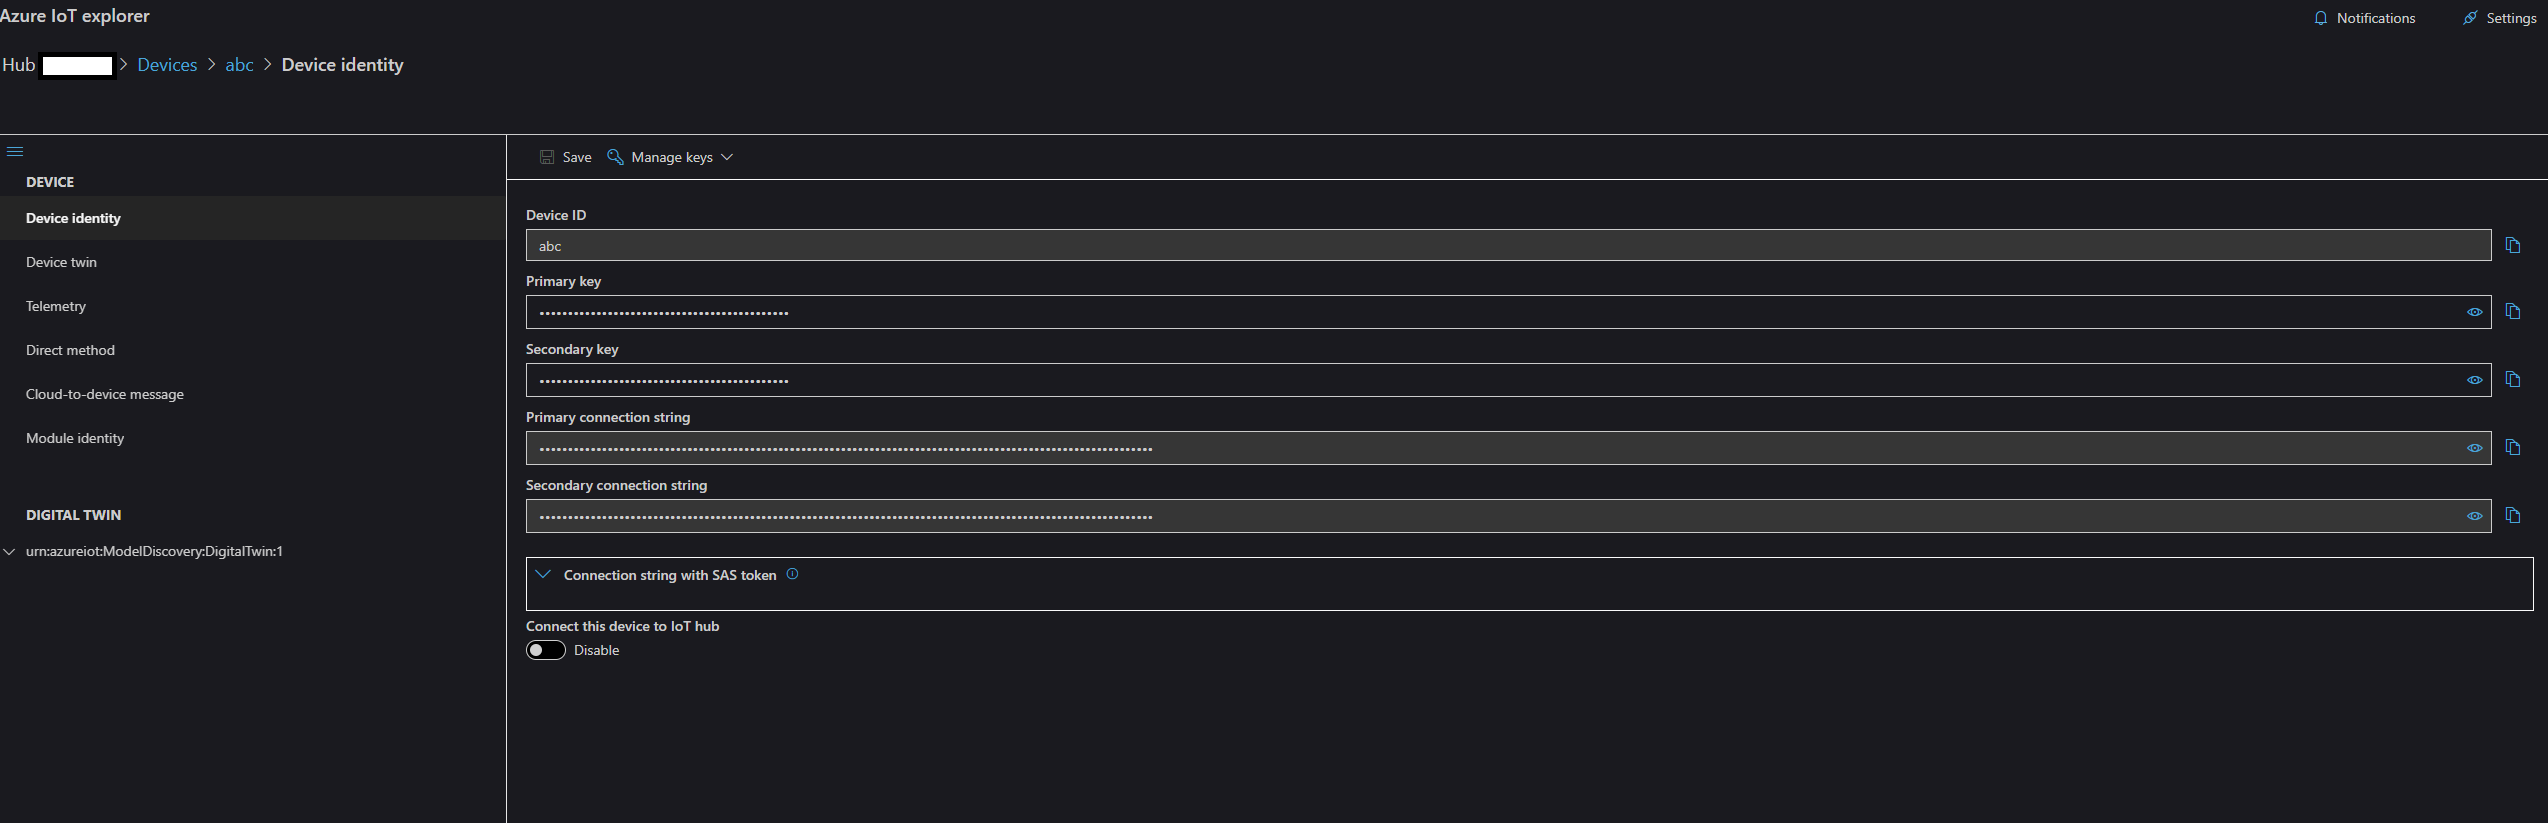 Azure IoT explorer
Notifications
Settings
Hub > Devices > abc > Device identity
Save
Manage keys
DEVICE
Device identity
Device twin
Telemetry
Direct method
Cloud-to-device message
Module identity
DIGITAL TWIN
urn:azureiot:ModelDiscovery:DigitalTwin:1
Device ID
abc
Primary key
Secondary key
Primary connection string
Secondary connection string
Connection string with SAS token
Connect this device to IoT hub
Disable